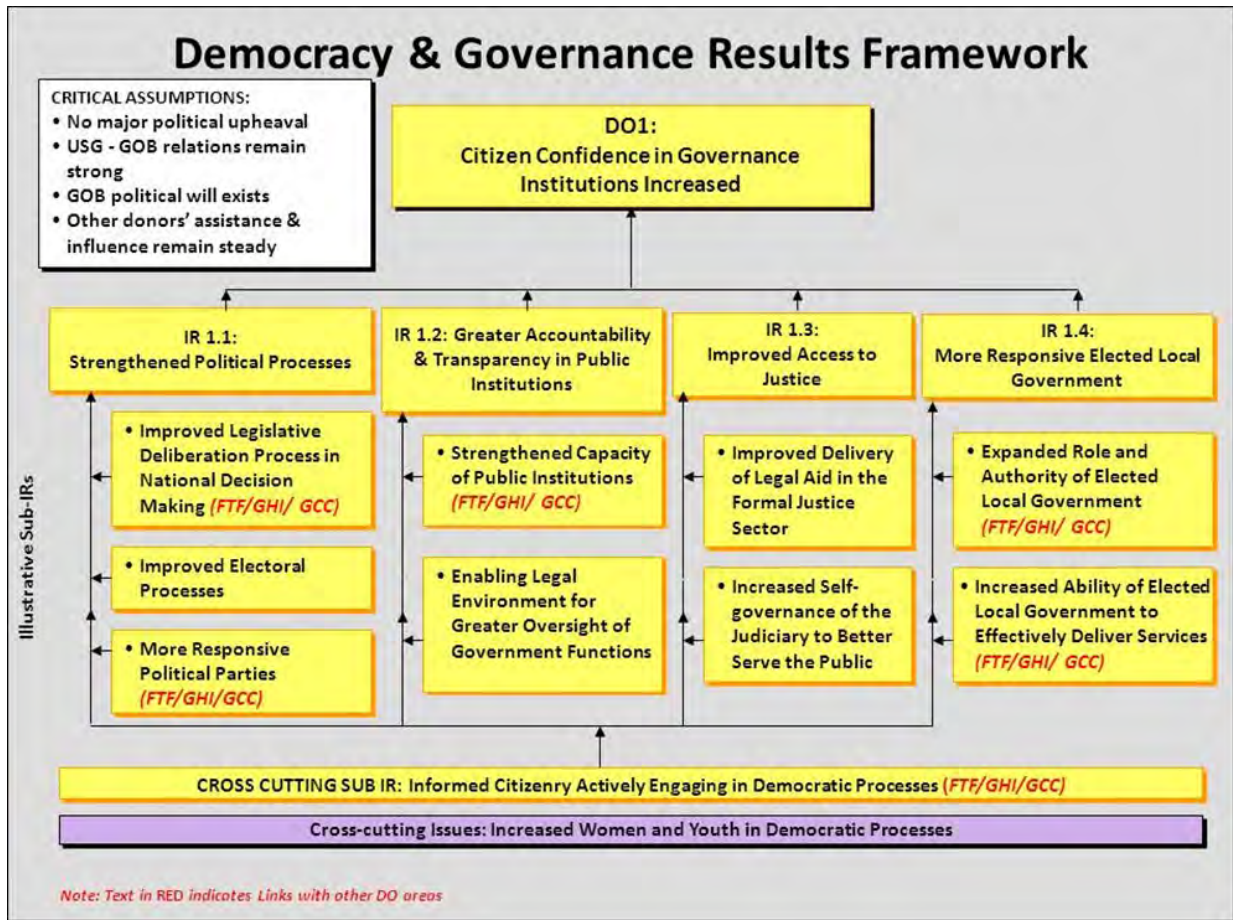 Democracy & Governance Results Framework
CRITICAL ASSUMPTIONS:
• No major political upheaval
• USG - GOB relations remain
strong
• GOB political will exists
• Other donors' assistance &
influence remain steady
DO1:
Citizen Confidence in Governance
Institutions Increased
IR 1.1:
Strengthened Political Processes
IR 1.2: Greater Accountability
& Transparency in Public
Institutions
IR 1.3:
Improved Access to
Justice
IR 1.4:
More Responsive Elected Local
Government
Illustrative Sub-IRs
• Improved Legislative
Deliberation Process in
National Decision
Making (FTF/GHI/ GCC)
• Improved Electoral
Processes
• More Responsive
Political Parties
(FTF/GHI/GCC)
• Strengthened Capacity
of Public Institutions
(FTF/GHI/ GCC)
• Enabling Legal
Environment for
Greater Oversight of
Government Functions
• Improved Delivery
of Legal Aid in the
Formal Justice
Sector
• Increased Self-
governance of the
Judiciary to Better
Serve the Public
• Expanded Role and
Authority of Elected
Local Government
(FTF/GHI/ GCC)
• Increased Ability of Elected
Local Government to
Effectively Deliver Services
(FTF/GHI/ GCC)
CROSS CUTTING SUB IR: Informed Citizenry Actively Engaging in Democratic Processes (FTF/GHI/GCC)
Cross-cutting Issues: Increased Women and Youth in Democratic Processes
Note: Text in RED indicates Links with other DO areas